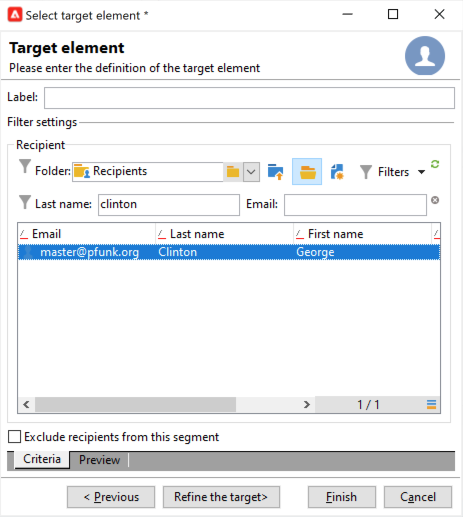 Select target element *
Target element
Please enter the definition of the target element
Label:
Filter settings
Recipient
Folder: Recipients Filters
Last name: clinton Email:
Email Last name First name
master@pfunk.org Clinton George
1 / 1
Exclude recipients from this segment
Criteria Preview
< Previous Refine the target> Finish Cancel